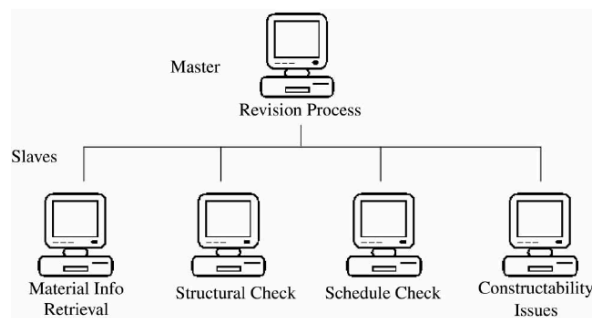 Master
Revision Process
Slaves
Material Info
Retrieval
Structural Check
Schedule Check
Constructability
Issues